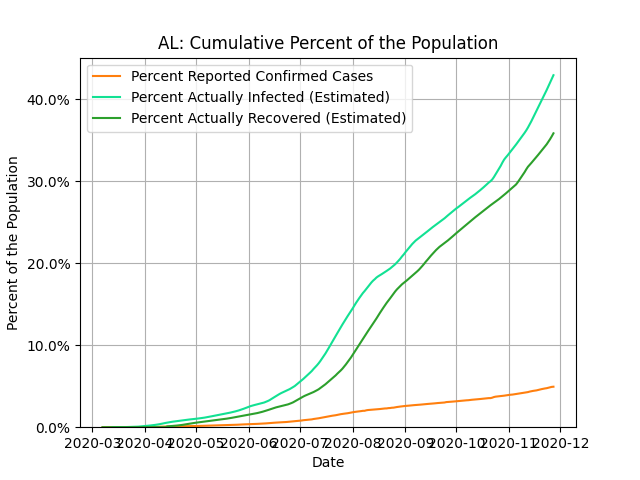 AL: Cumulative Percent of the Population
Percent Reported Confirmed Cases
Percent Actually Infected (Estimated)
Percent Actually Recovered (Estimated)
40.0%
30.0%
20.0%
10.0%
0.0%
Percent of the Population
2020-03 2020-04 2020-05 2020-06 2020-07 2020-08 2020-09 2020-10 2020-11 2020-12
Date